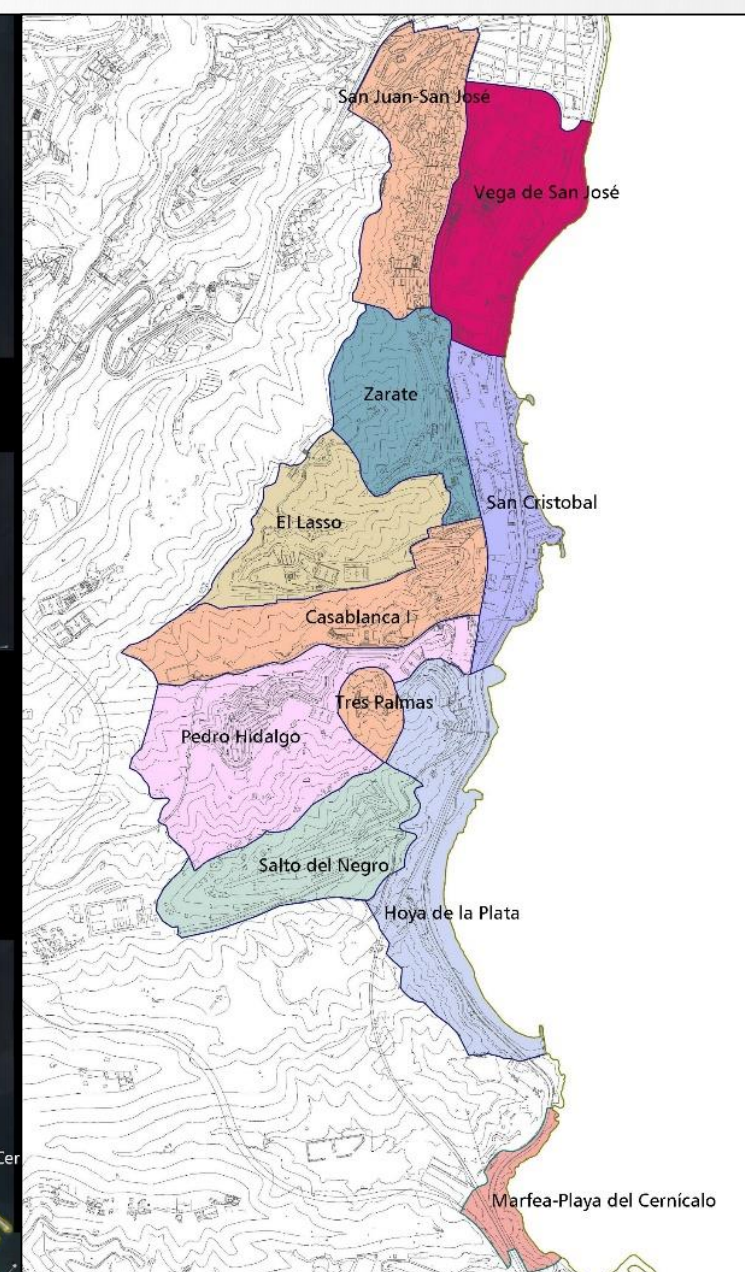 San Juan-San José
Vega de San José
Zarate
San Cristobal
El Lasso
Casablanca I
Tres Palmas
Pedro Hidalgo
Salto del Negro
Hoya de la Plata
Cer
Marfea-Playa del Cernícalo